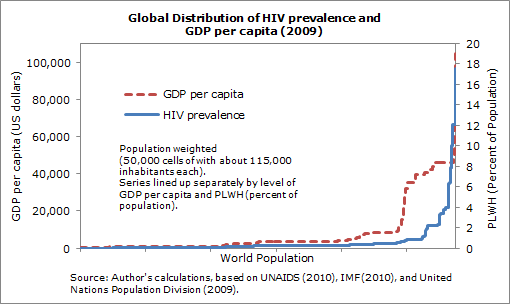 Global Distribution of HIV prevalence and
GDP per capita (2009)
GDP per capita (US dollars)
100,000
80,000
60,000
40,000
20,000
0
GDP per capita
HIV prevalence
Population weighted
(50,000 cells of with about 115,000
inhabitants each).
Series lined up separately by level of
GDP per capita and PLWH (percent of
population).
20
18
16
14
12
10
8
6
4
2
0
PLWH (Percent of Population)
World Population
Source: Author's calculations, based on UNAIDS (2010), IMF(2010), and United
Nations Population Division (2009).